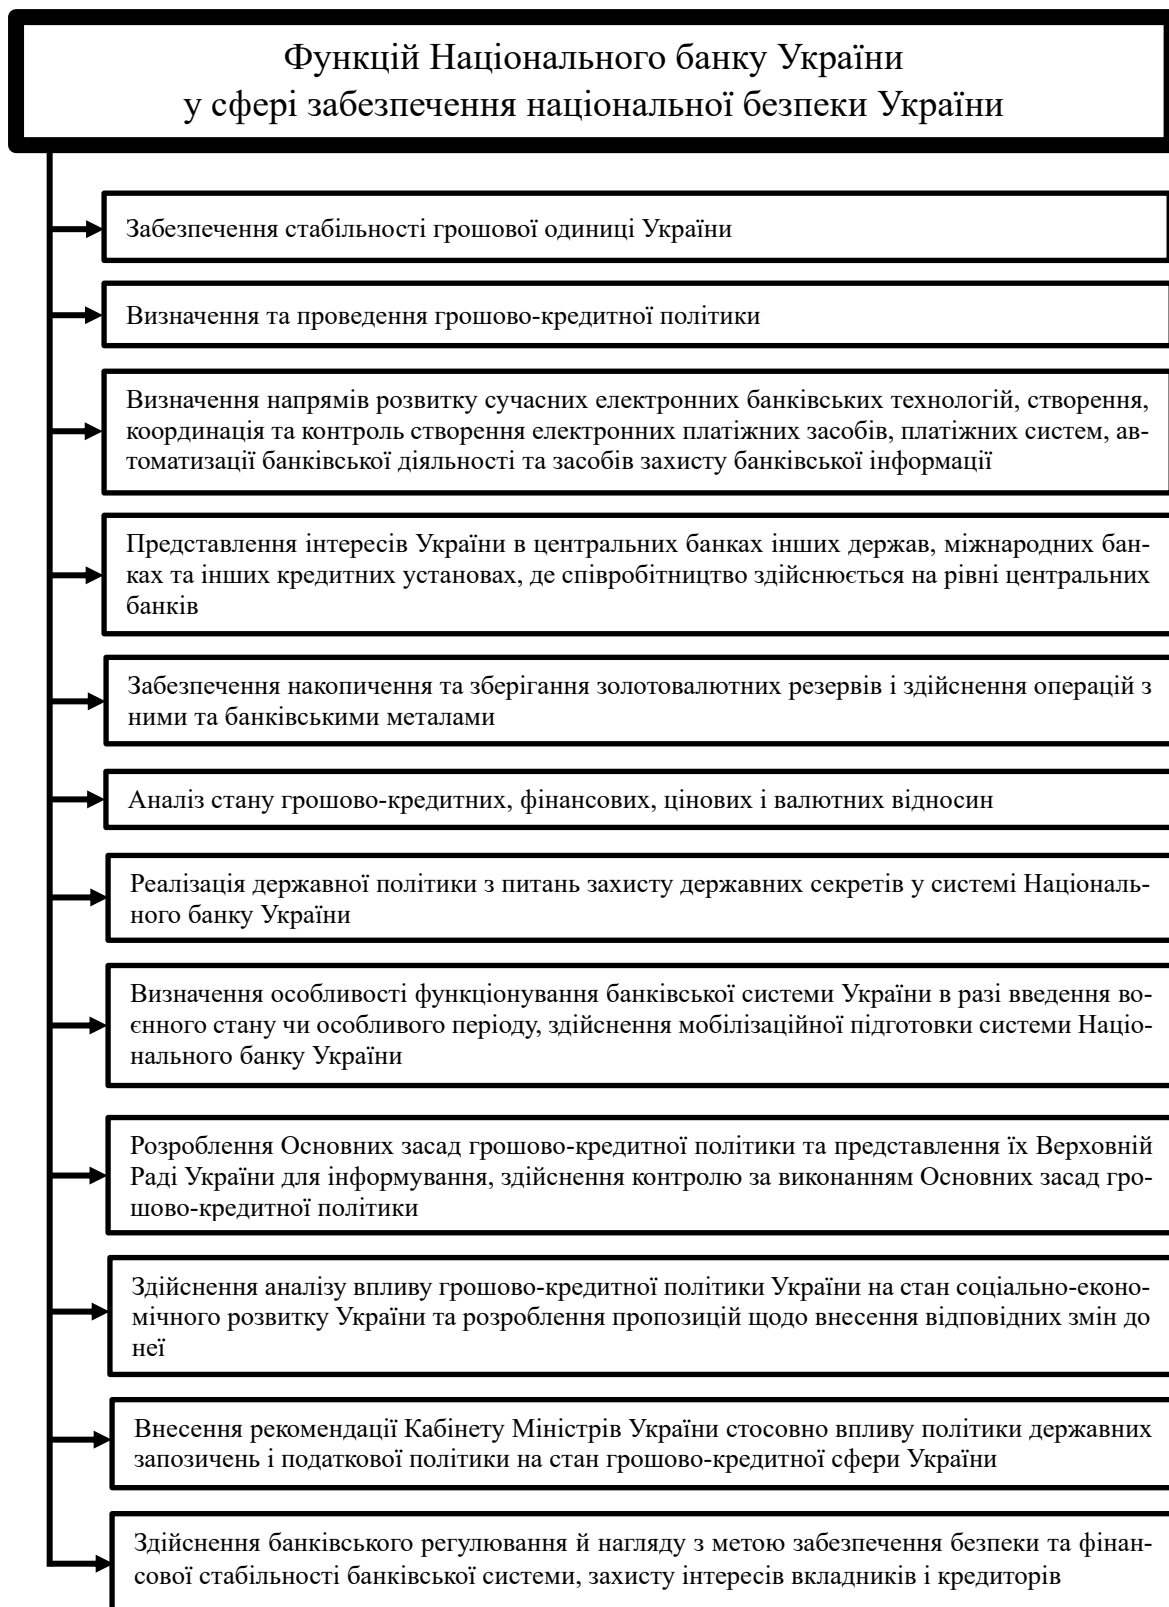 Функцій Національного банку України
у сфері забезпечення національної безпеки України
Забезпечення стабільності грошової одиниці України
Визначення та проведення грошово-кредитної політики
Визначення напрямів розвитку сучасних електронних банківських технологій, створення,
координація та контроль створення електронних платіжних засобів, платіжних систем, ав-
томатизації банківської діяльності та засобів захисту банківської інформації
Представлення інтересів України в центральних банках інших держав, міжнародних бан-
ках та інших кредитних установах, де співробітництво здійснюється на рівні центральних
банків
Забезпечення накопичення та зберігання золотовалютних резервів і здійснення операцій з
ними та банківськими металами
Аналіз стану грошово-кредитних, фінансових, цінових і валютних відносин
Реалізація державної політики з питань захисту державних секретів у системі Національ-
ного банку України
Визначення особливості функціонування банківської системи України в разі введення во-
єнного стану чи особливого періоду, здійснення мобілізаційної підготовки системи Націо-
нального банку України
Розроблення Основних засад грошово-кредитної політики та представлення їх Верховній
Раді України для інформування, здійснення контролю за виконанням Основних засад гро-
шово-кредитної політики
Здійснення аналізу впливу грошово-кредитної політики України на стан соціально-еконо-
мічного розвитку України та розроблення пропозицій щодо внесення відповідних змін до
неї
Внесення рекомендації Кабінету Міністрів України стосовно впливу політики державних
запозичень і податкової політики на стан грошово-кредитної сфери України
Здійснення банківського регулювання й нагляду з метою забезпечення безпеки та фінан-
сової стабільності банківської системи, захисту інтересів вкладників і кредиторів